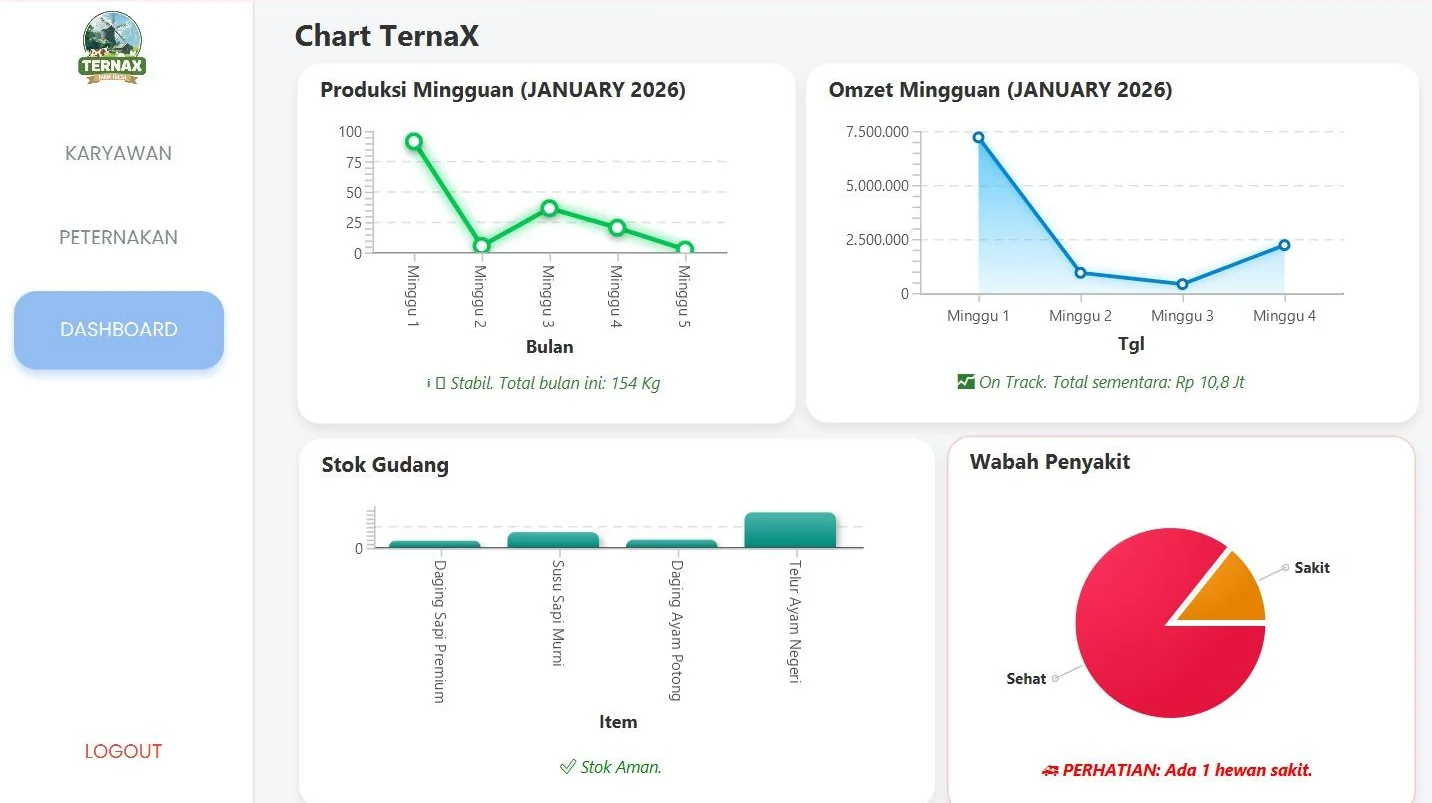 TERNAX
KARYAWAN
PETERNAKAN
DASHBOARD
LOGOUT
Chart TernaX
Produksi Mingguan (JANUARY 2026)
100
75
50
25
0
Minggu 1
Minggu 2
Minggu 3
Minggu 4
Minggu 5
Bulan
Stabil. Total bulan ini: 154 Kg
Omzet Mingguan (JANUARY 2026)
7.500.000
5.000.000
2.500.000
0
Minggu 1 Minggu 2 Minggu 3 Minggu 4
Tgl
On Track. Total sementara: Rp 10,8 Jt
Stok Gudang
0
Daging Sapi Premium
Susu Sapi Murni
Daging Ayam Potong
Telur Ayam Negeri
Item
Stok Aman.
Wabah Penyakit
Sakit
Sehat
PERHATIAN: Ada 1 hewan sakit.